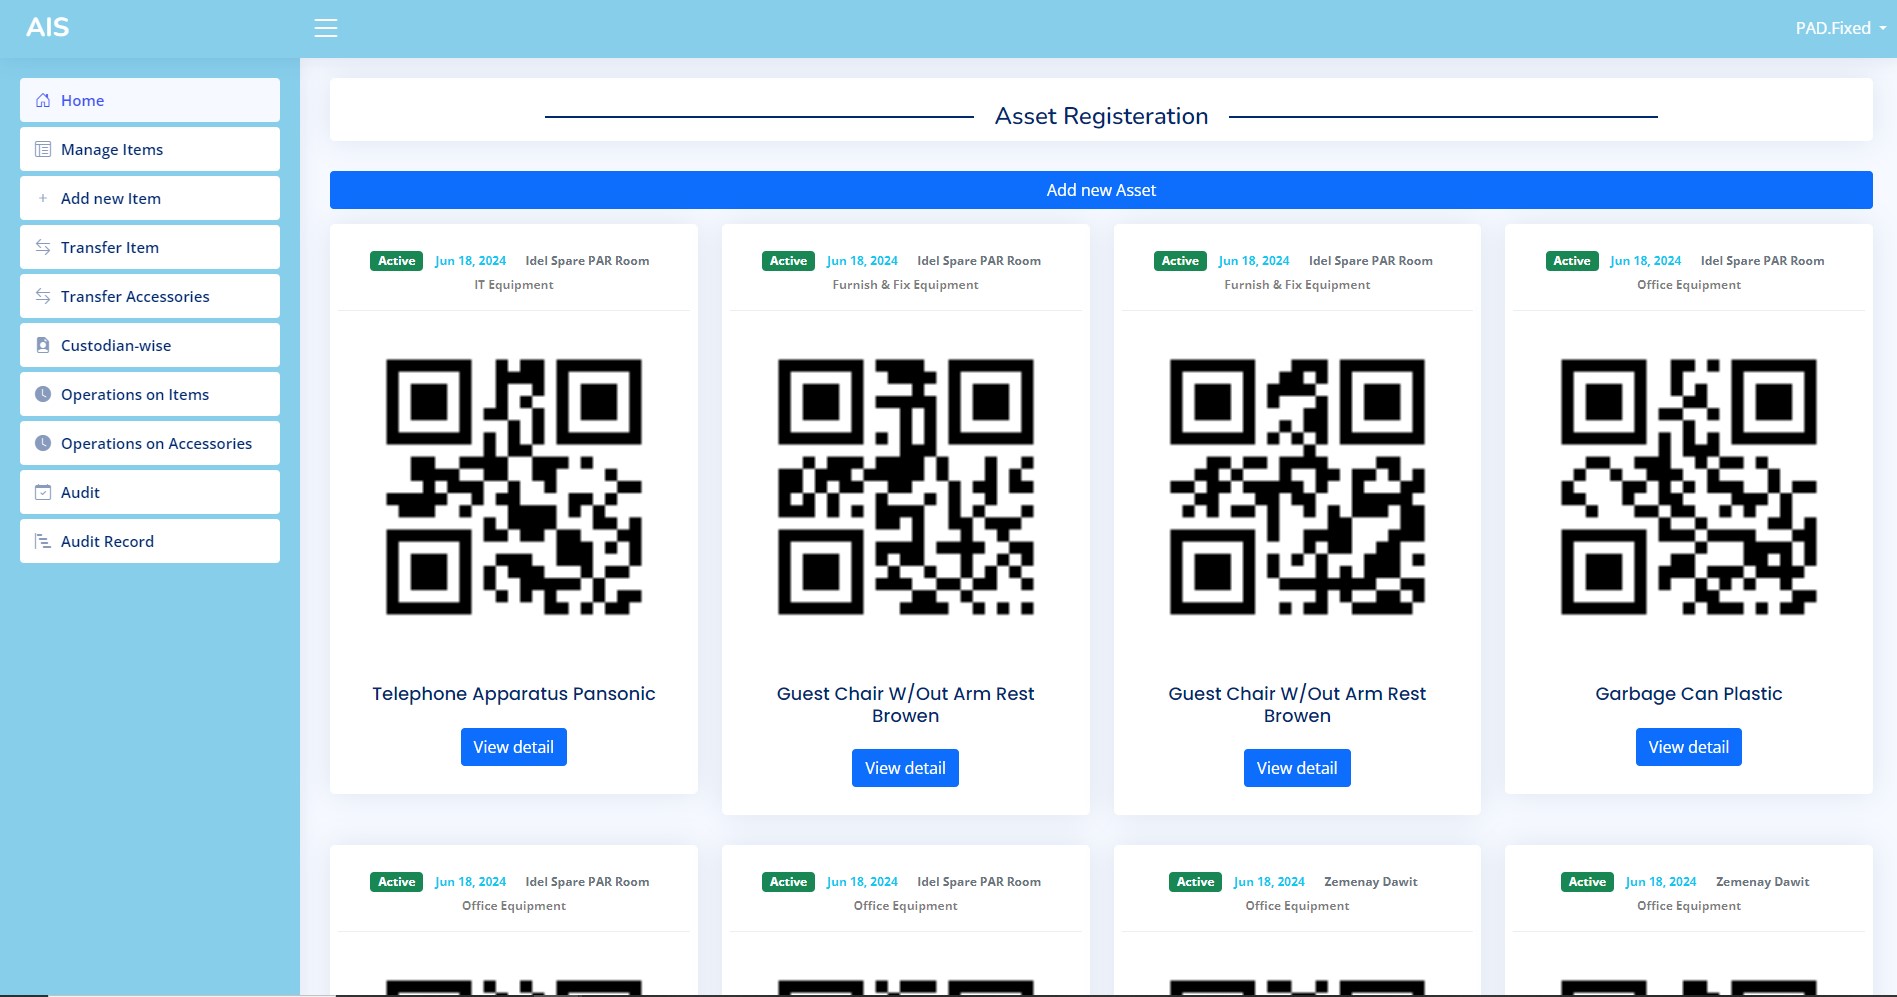 AIS
PAD.Fixed
Home
Manage Items
Add new Item
Transfer Item
Transfer Accessories
Custodian-wise
Operations on Items
Operations on Accessories
Audit
Audit Record
Asset Registeration
Add new Asset
Active Jun 18, 2024 Idel Spare PAR Room
IT Equipment
Telephone Apparatus Pansonic
View detail
Active Jun 18, 2024 Idel Spare PAR Room
Furnish & Fix Equipment
Guest Chair W/Out Arm Rest
Browen
View detail
Active Jun 18, 2024 Idel Spare PAR Room
Furnish & Fix Equipment
Guest Chair W/Out Arm Rest
Browen
View detail
Active Jun 18, 2024 Idel Spare PAR Room
Office Equipment
Garbage Can Plastic
View detail
Active Jun 18, 2024 Idel Spare PAR Room
Office Equipment
Active Jun 18, 2024 Idel Spare PAR Room
Office Equipment
Active Jun 18, 2024 Zemenay Dawit
Office Equipment
Active Jun 18, 2024 Zemenay Dawit
Office Equipment